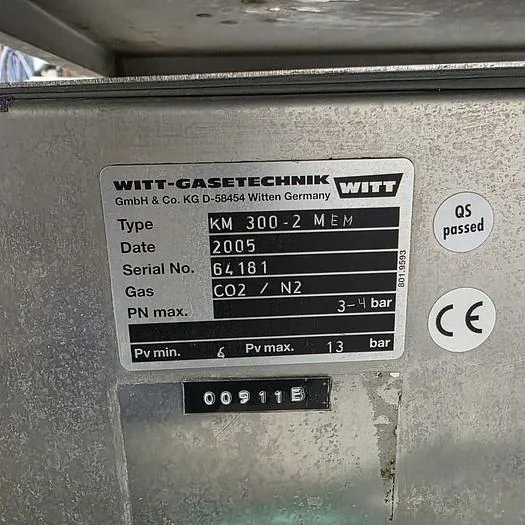 WITT-GASETECHNIK WITT
GmbH & Co. KG D-58454 Witten Germany
Type KM 300-2 MEM
Date 2005
Serial No. 64181
Gas CO2 / N2
PN max. 3-4 bar
Pv min. 6 Pv max. 13 bar
801.9593
QS
passed
CE
00911B